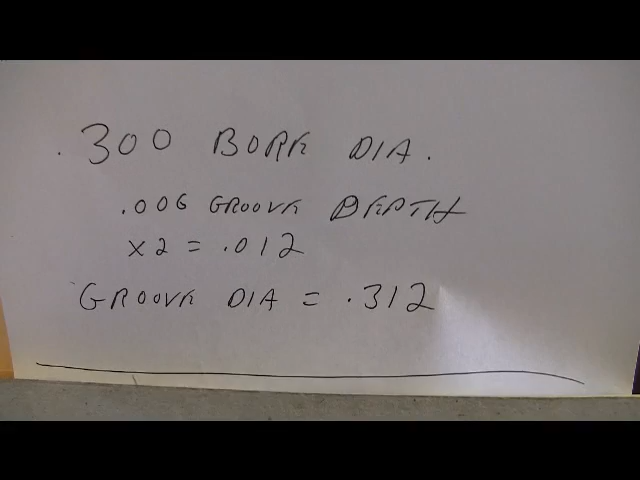 .300 BORE DIA.
.006 GROOVE DEPTH
x2 = .012
GROOVE DIA = .312